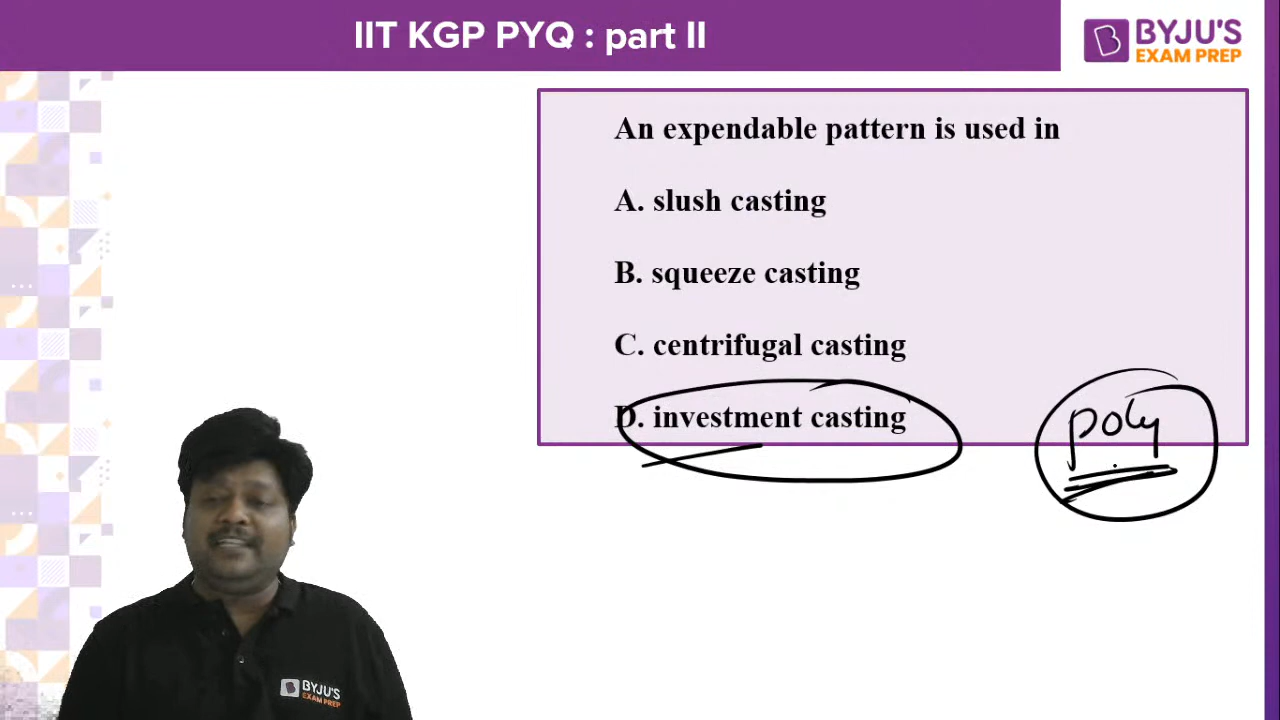 IIT KGP PYQ : part II
BYJU'S
EXAM PREP
An expendable pattern is used in
A. slush casting
B. squeeze casting
C. centrifugal casting
D. investment casting
poly
BYJU'S
EXAM PREP